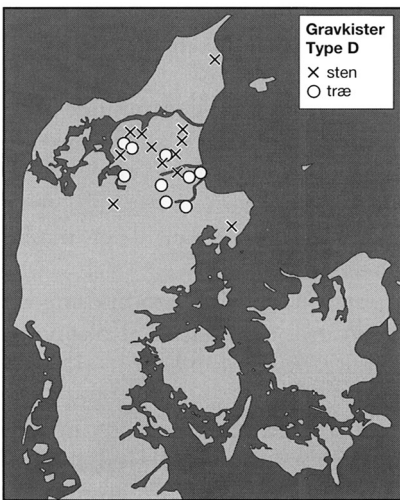 Gravkister
Type D
× sten
○ træ